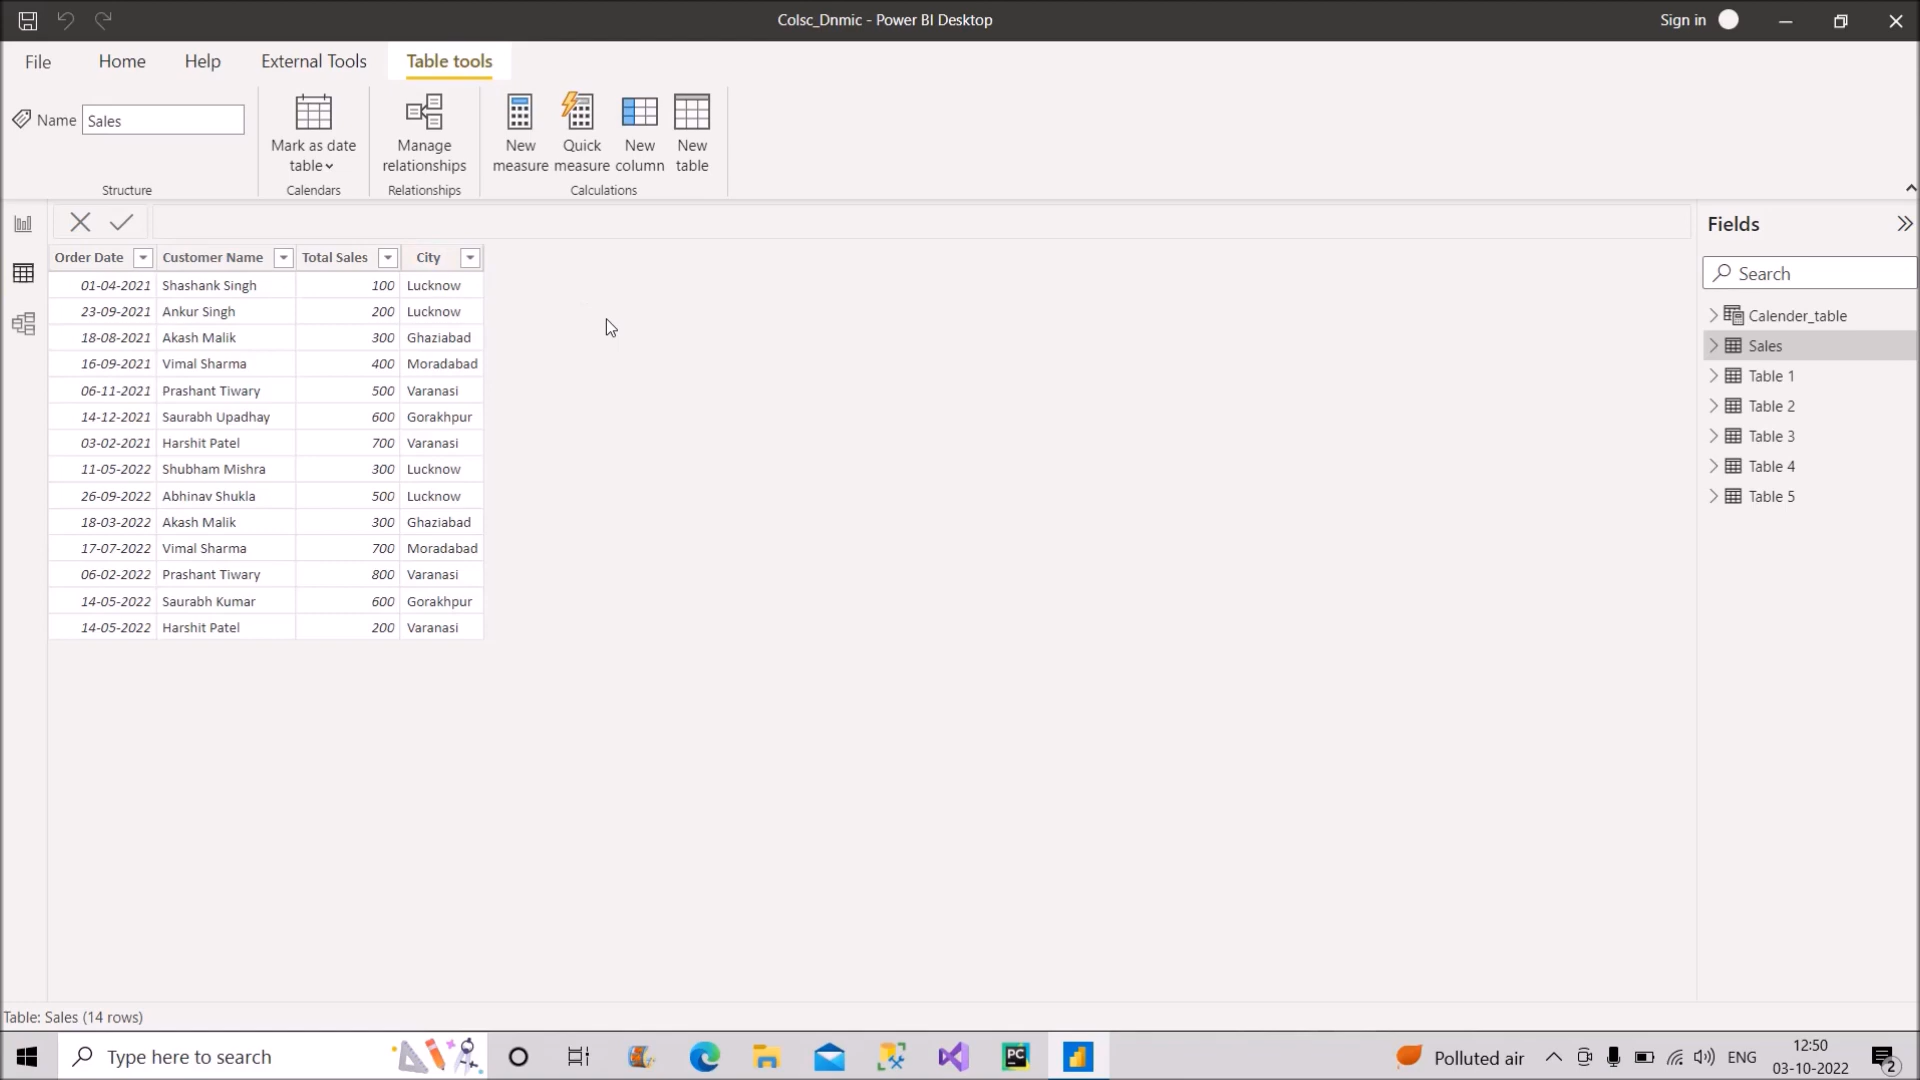 Colsc_Dnmic - Power BI Desktop
Sign in
File
Home
Help
External Tools
Table tools
Name
Sales
Structure
Mark as date table
Calendars
Manage relationships
Relationships
New measure
Quick measure
New column
New table
Calculations
Order Date Customer Name Total Sales City
01-04-2021 Shashank Singh 100 Lucknow
23-09-2021 Ankur Singh 200 Lucknow
18-08-2021 Akash Malik 300 Ghaziabad
16-09-2021 Vimal Sharma 400 Moradabad
06-11-2021 Prashant Tiwary 500 Varanasi
14-12-2021 Saurabh Upadhay 600 Gorakhpur
03-02-2021 Harshit Patel 700 Varanasi
11-05-2022 Shubham Mishra 300 Lucknow
26-09-2022 Abhinav Shukla 500 Lucknow
18-03-2022 Akash Malik 300 Ghaziabad
17-07-2022 Vimal Sharma 700 Moradabad
06-02-2022 Prashant Tiwary 800 Varanasi
14-05-2022 Saurabh Kumar 600 Gorakhpur
14-05-2022 Harshit Patel 200 Varanasi
Fields
Search
Calender_table
Sales
Table 1
Table 2
Table 3
Table 4
Table 5
Table: Sales (14 rows)
Type here to search
PC
Polluted air
ENG
12:50
03-10-2022
2